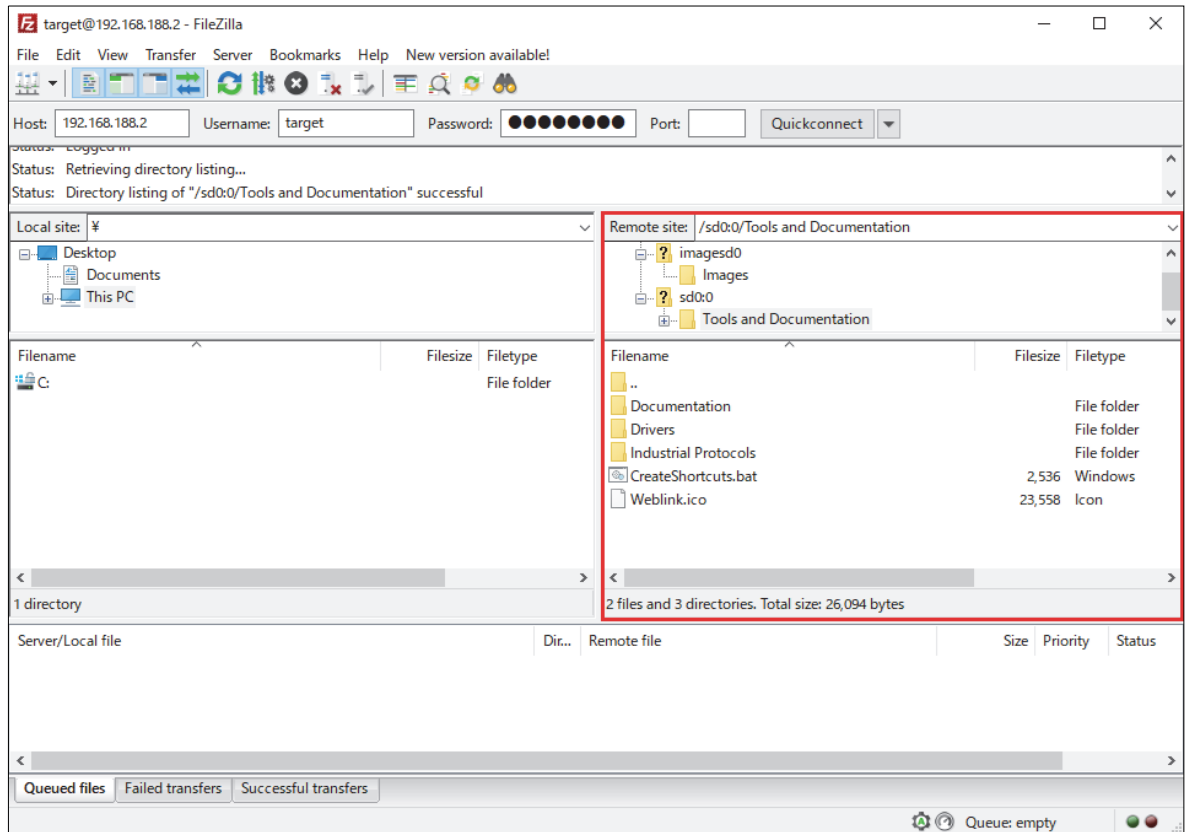 target@192.168.188.2 - FileZilla
File Edit View Transfer Server Bookmarks Help New version available!
Host: 192.168.188.2 Username: target Password: ●●●●●●●● Port: Quickconnect
Status: Logged in
Status: Retrieving directory listing...
Status: Directory listing of "/sd0:0/Tools and Documentation" successful
Local site: ¥
Desktop
Documents
This PC
Remote site: /sd0:0/Tools and Documentation
imagesd0
Images
sd0:0
Tools and Documentation
Filename Filesize Filetype
C: File folder
1 directory
Filename Filesize Filetype
..
Documentation File folder
Drivers File folder
Industrial Protocols File folder
CreateShortcuts.bat 2,536 Windows
Weblink.ico 23,558 Icon
2 files and 3 directories. Total size: 26,094 bytes
Server/Local file Dir... Remote file Size Priority Status
Queued files Failed transfers Successful transfers
Queue: empty